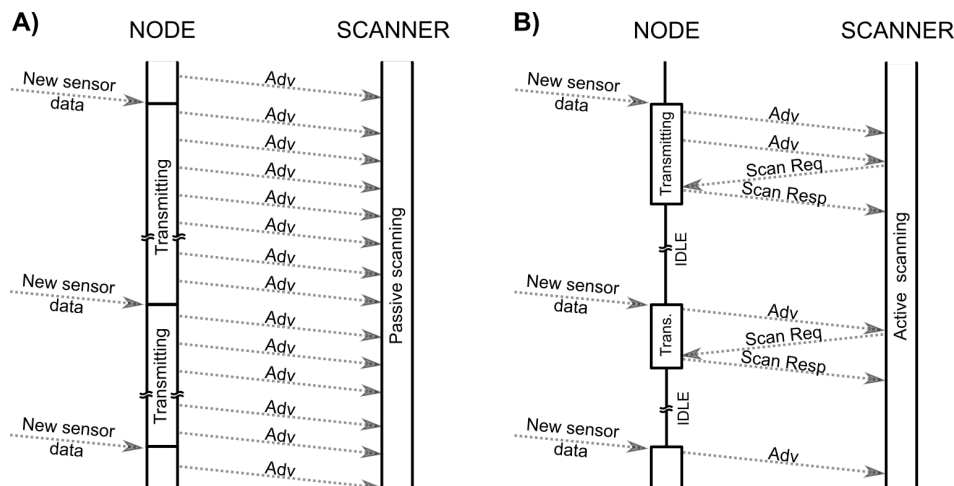 A)
NODE
SCANNER
Adv
New sensor
data
Adv
Adv
Adv
Adv
Adv
Adv
Adv
Transmitting
New sensor
data
Adv
Adv
Adv
Adv
Adv
Transmitting
New sensor
data
Adv
Passive scanning
B)
NODE
SCANNER
New sensor
data
Transmitting
Adv
Adv
Scan Req
Scan Resp
IDLE
New sensor
data
Trans.
Adv
Scan Req
Scan Resp
IDLE
New sensor
data
Adv
Active scanning